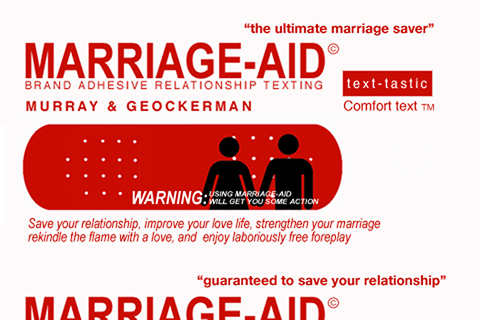 “the ultimate marriage saver”
MARRIAGE-AID©
BRAND ADHESIVE RELATIONSHIP TEXTING
text-tastic
MURRAY & GEOCKERMAN
Comfort text TM
WARNING: USING MARRIAGE-AID
WILL GET YOU SOME ACTION
Save your relationship, improve your love life, strengthen your marriage
rekindle the flame with a love, and enjoy laboriously free foreplay
“guaranteed to save your relationship”
MARRIAGE-AID©